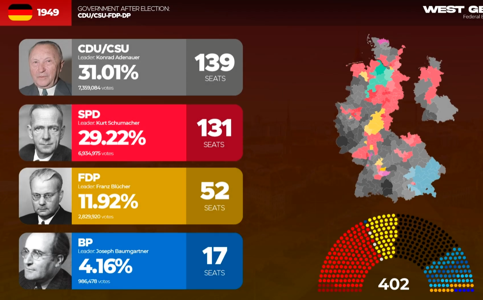 1949
GOVERNMENT AFTER ELECTION:
CDU/CSU-FDP-DP
WEST GE
Federal E
CDU/CSU
Leader: Konrad Adenauer
31.01%
7,359,084 votes
139
SEATS
SPD
Leader: Kurt Schumacher
29.22%
6,934,975 votes
131
SEATS
FDP
Leader: Franz Blücher
11.92%
2,829,920 votes
52
SEATS
BP
Leader: Joseph Baumgartner
4.16%
986,478 votes
17
SEATS
402